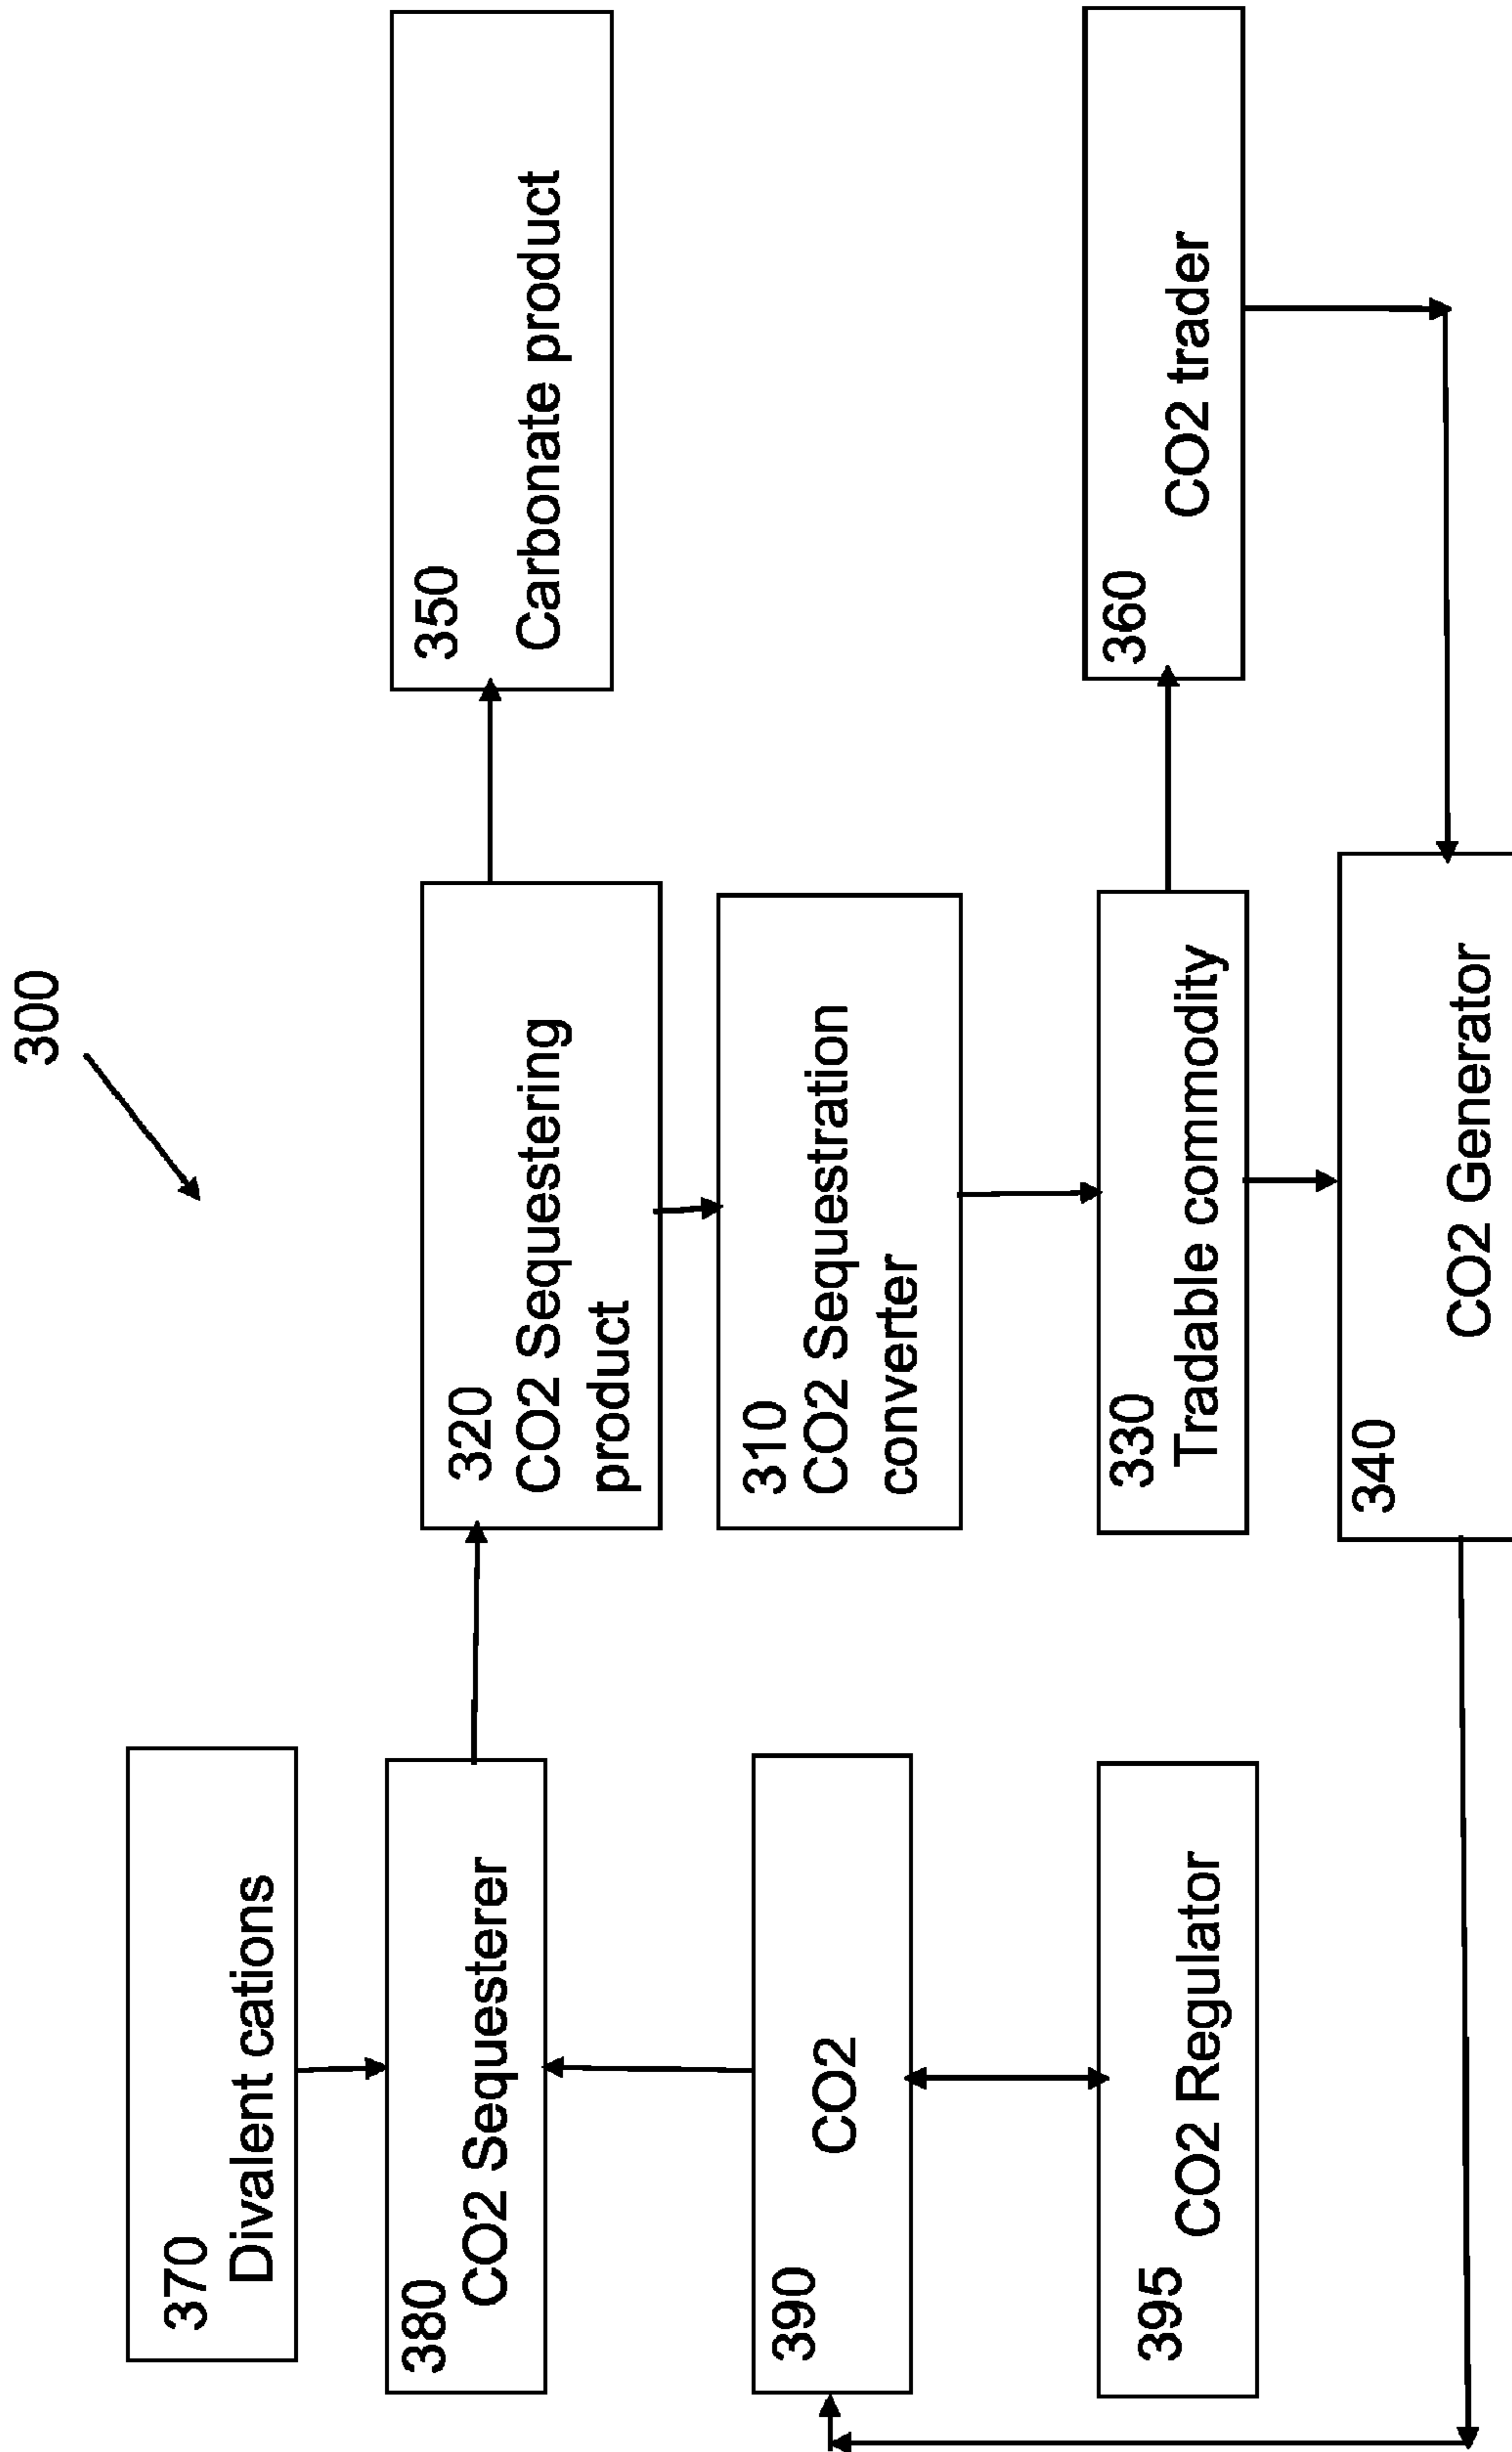 300
370
Divalent cations
380
CO2 Sequesterer
390
CO2
395
CO2 Regulator
320
CO2 Sequestering
product
310
CO2 Sequestration
converter
330
Tradable commodity
340
CO2 Generator
350
Carbonate product
360
CO2 trader